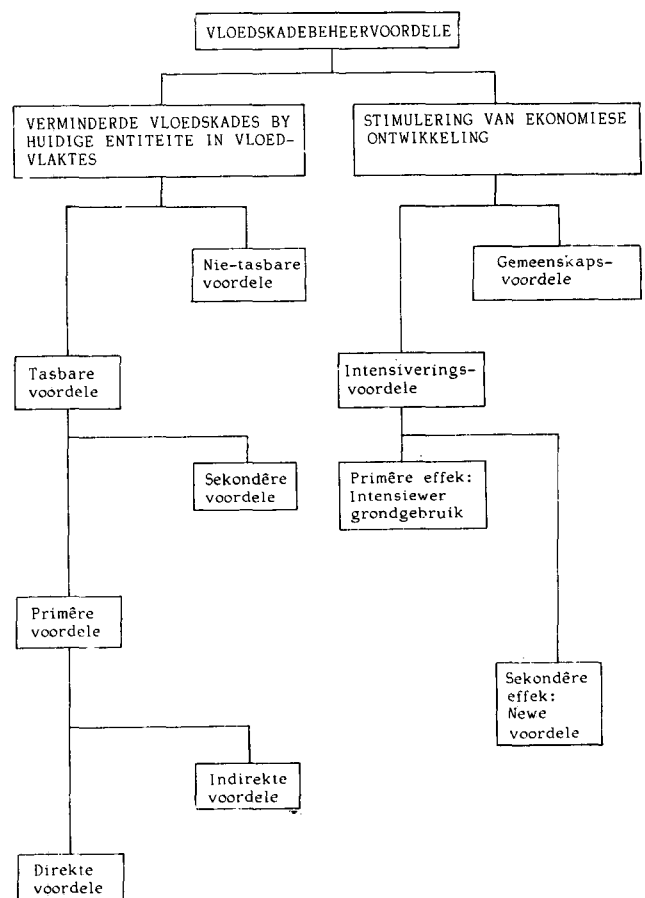 VLOEDSKADEBEHEERVOORDELE
VERMINDERDE VLOEDSKADES BY
HUIDIGE ENTITEITE IN VLOED-
VLAKTES
STIMULERING VAN EKONOMIESE
ONTWIKKELING
Nie-tasbare
voordele
Gemeenskaps-
voordele
Tasbare
voordele
Intensiverings-
voordele
Sekondêre
voordele
Primêre effek:
Intensiewer
grondgebruik
Primêre
voordele
Sekondêre
effek:
Newe
voordele
Indirekte
voordele
Direkte
voordele